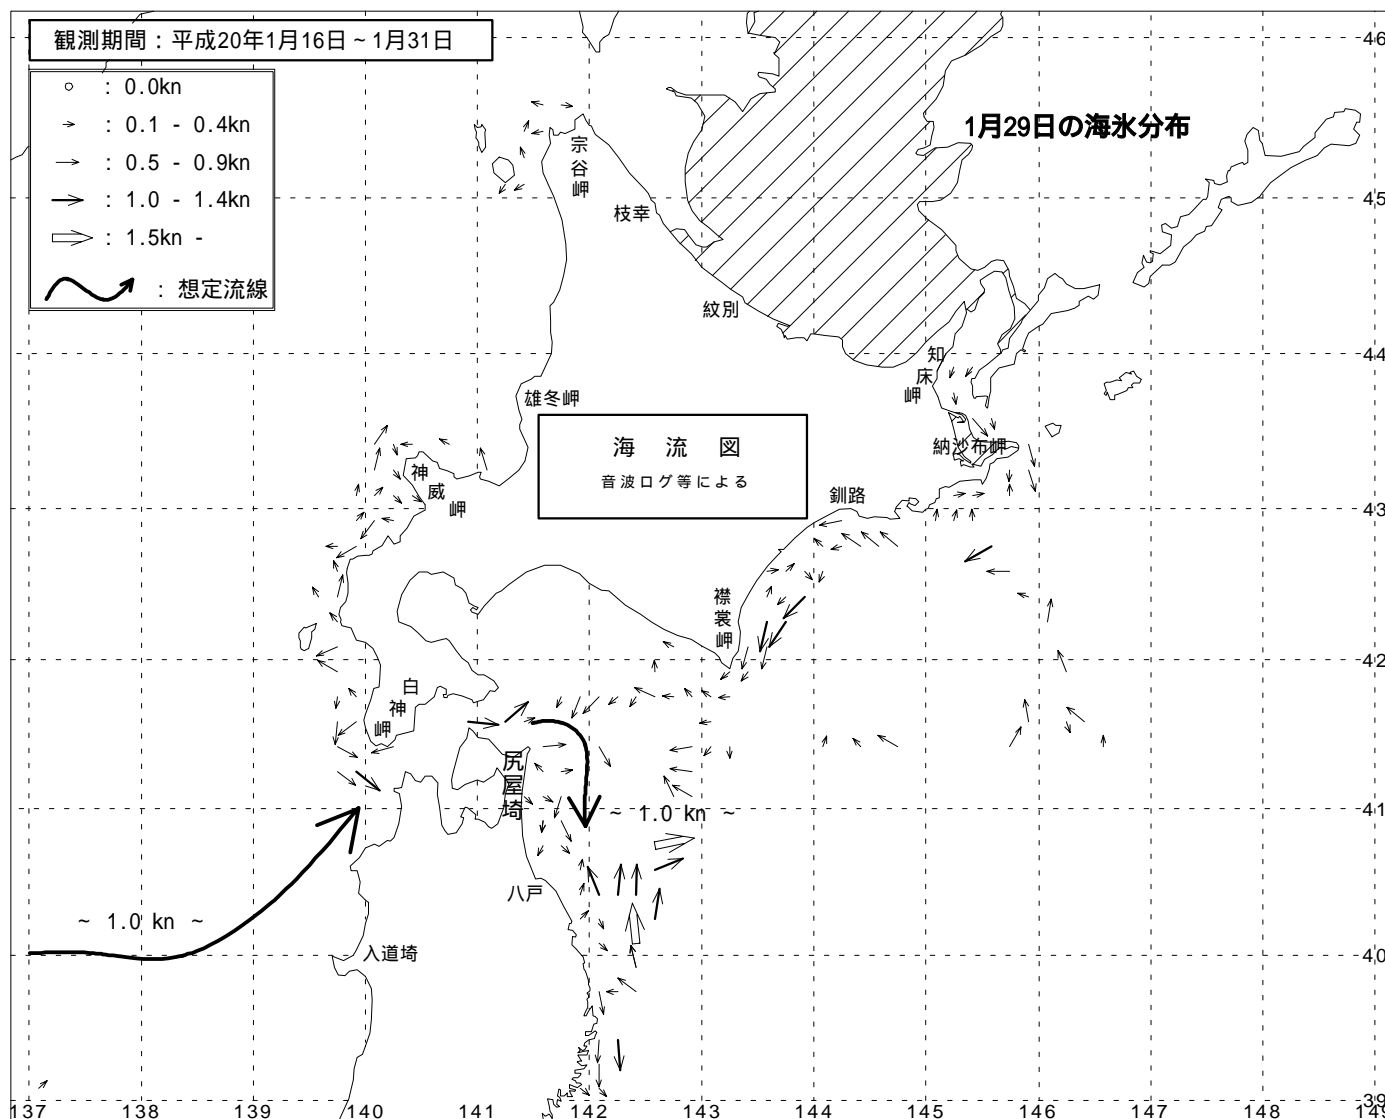 観測期間：平成20年1月16日～1月31日
： 0.0kn
： 0.1 - 0.4kn
： 0.5 - 0.9kn
： 1.0 - 1.4kn
： 1.5kn -
： 想定流線
1月29日の海氷分布
宗谷岬
枝幸
紋別
知床岬
雄冬岬
海 流 図
音波ログ等による
納沙布岬
神威岬
釧路
襟裳岬
白神岬
尻屋埼
～ 1.0 kn ～
八戸
～ 1.0 kn ～
入道埼
46
45
44
43
42
41
40
39
137 138 139 140 141 142 143 144 145 146 147 148 149